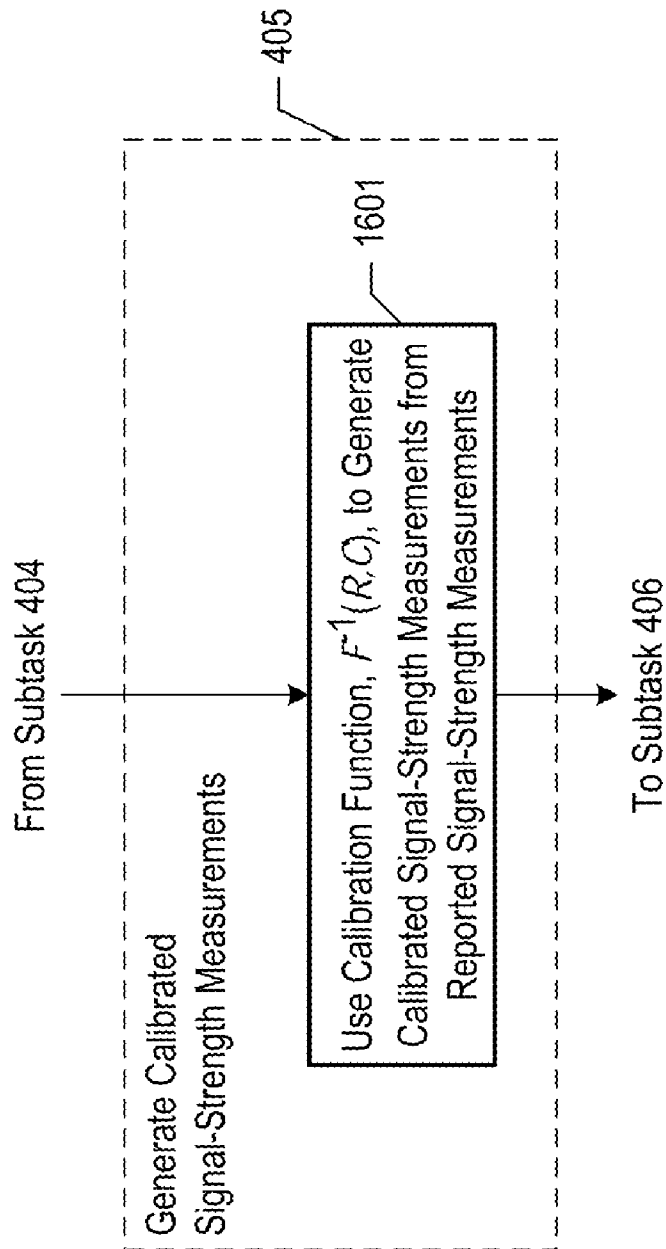 From Subtask 404
405
Generate Calibrated
Signal-Strength Measurements
1601
Use Calibration Function, F⁻¹(R,C), to Generate
Calibrated Signal-Strength Measurements from
Reported Signal-Strength Measurements
To Subtask 406